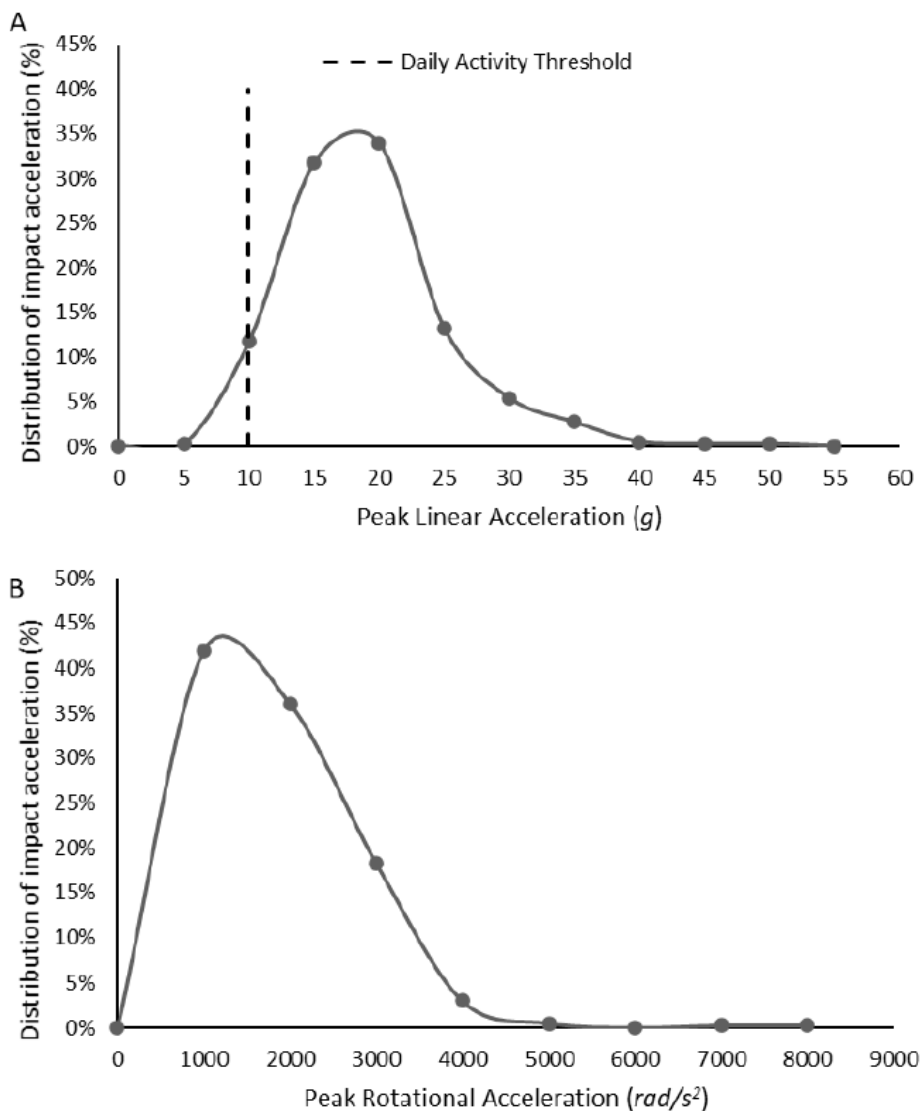 A
45%
40%
35%
30%
25%
20%
15%
10%
5%
0%
Distribution of impact acceleration (%)
Daily Activity Threshold
0 5 10 15 20 25 30 35 40 45 50 55 60
Peak Linear Acceleration (g)
B
50%
45%
40%
35%
30%
25%
20%
15%
10%
5%
0%
Distribution of impact acceleration (%)
0 1000 2000 3000 4000 5000 6000 7000 8000 9000
Peak Rotational Acceleration (rad/s²)